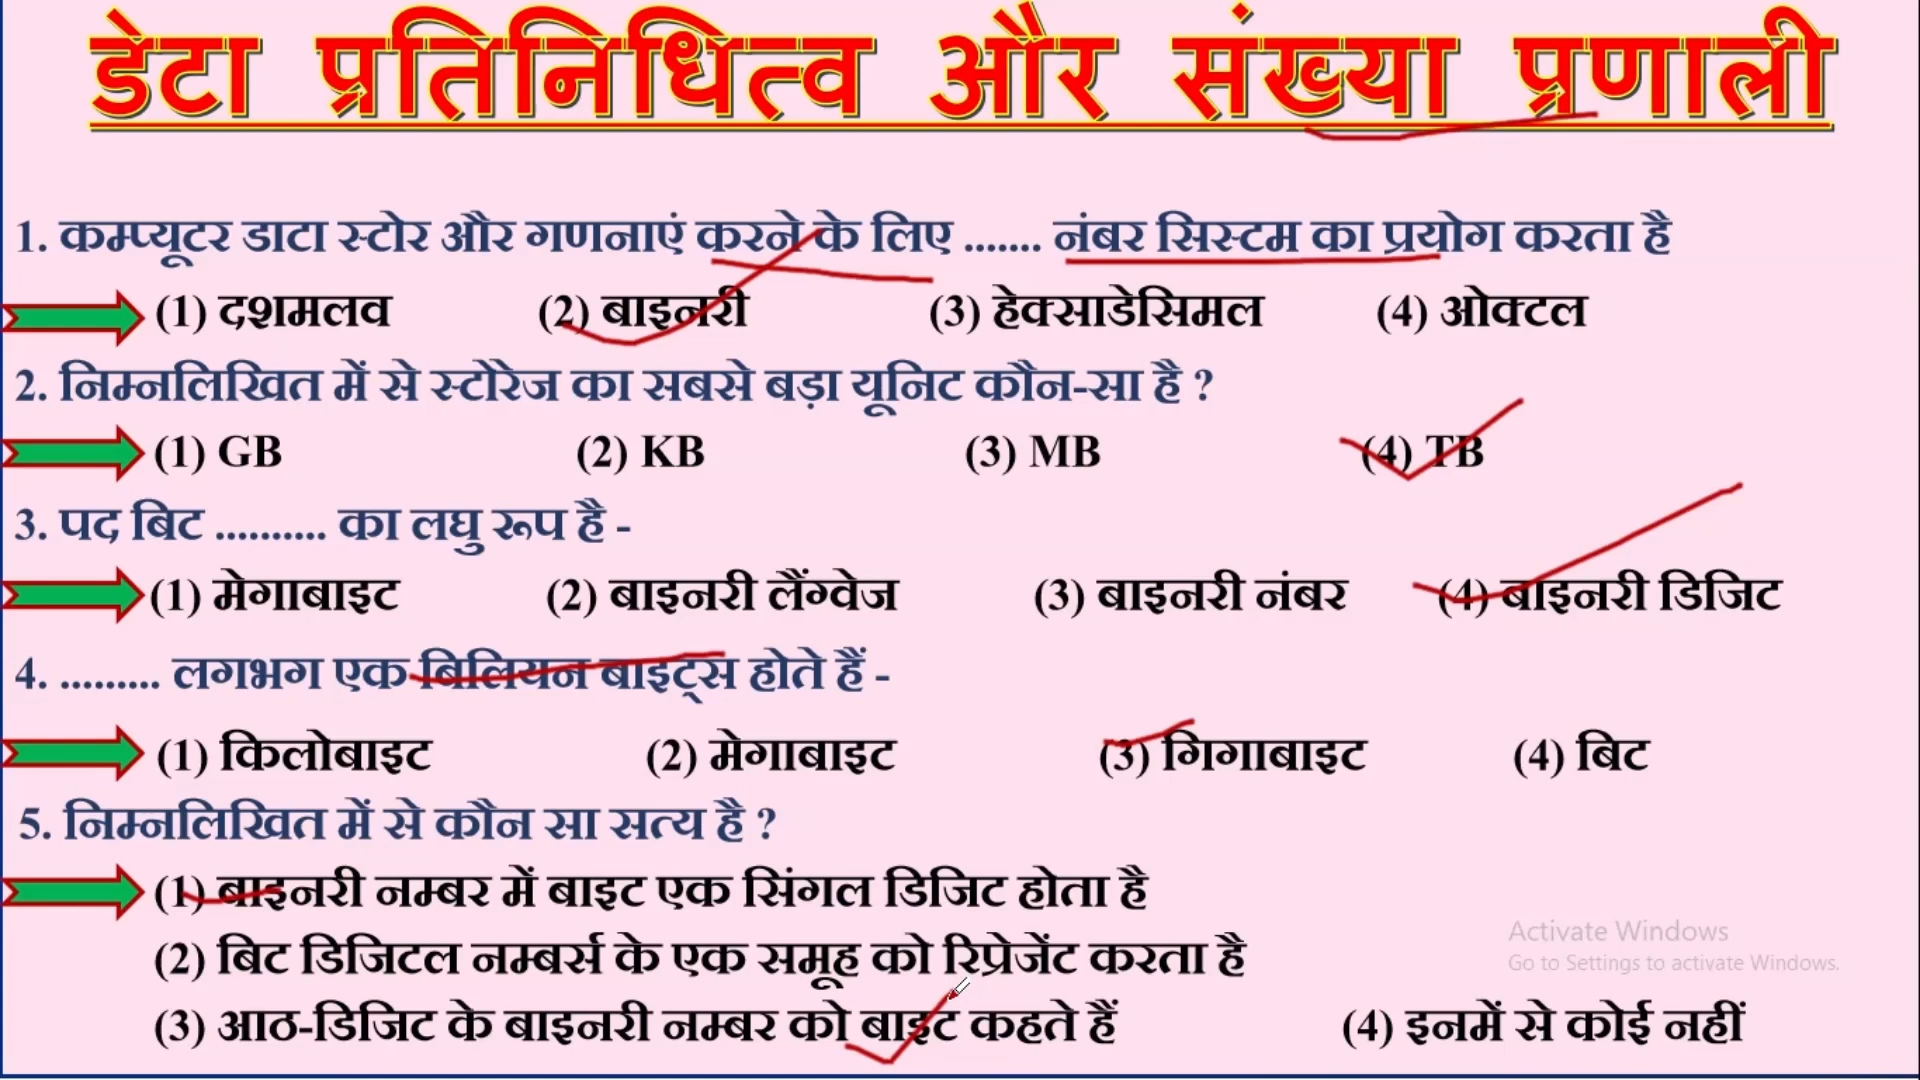 डेटा प्रतिनिधित्व और संख्या प्रणाली
1. कम्प्यूटर डाटा स्टोर और गणनाएं करने के लिए ....... नंबर सिस्टम का प्रयोग करता है
(1) दशमलव (2) बाइनरी (3) हेक्साडेसिमल (4) ओक्टल
2. निम्नलिखित में से स्टोरेज का सबसे बड़ा यूनिट कौन-सा है ?
(1) GB (2) KB (3) MB (4) TB
3. पद बिट .......... का लघु रूप है -
(1) मेगाबाइट (2) बाइनरी लैंग्वेज (3) बाइनरी नंबर (4) बाइनरी डिजिट
4. ......... लगभग एक बिलियन बाइट्स होते हैं -
(1) किलोबाइट (2) मेगाबाइट (3) गिगाबाइट (4) बिट
5. निम्नलिखित में से कौन सा सत्य है ?
(1) बाइनरी नम्बर में बाइट एक सिंगल डिजिट होता है
(2) बिट डिजिटल नम्बर्स के एक समूह को रिप्रेजेंट करता है
(3) आठ-डिजिट के बाइनरी नम्बर को बाइट कहते हैं (4) इनमें से कोई नहीं
Activate Windows
Go to Settings to activate Windows.